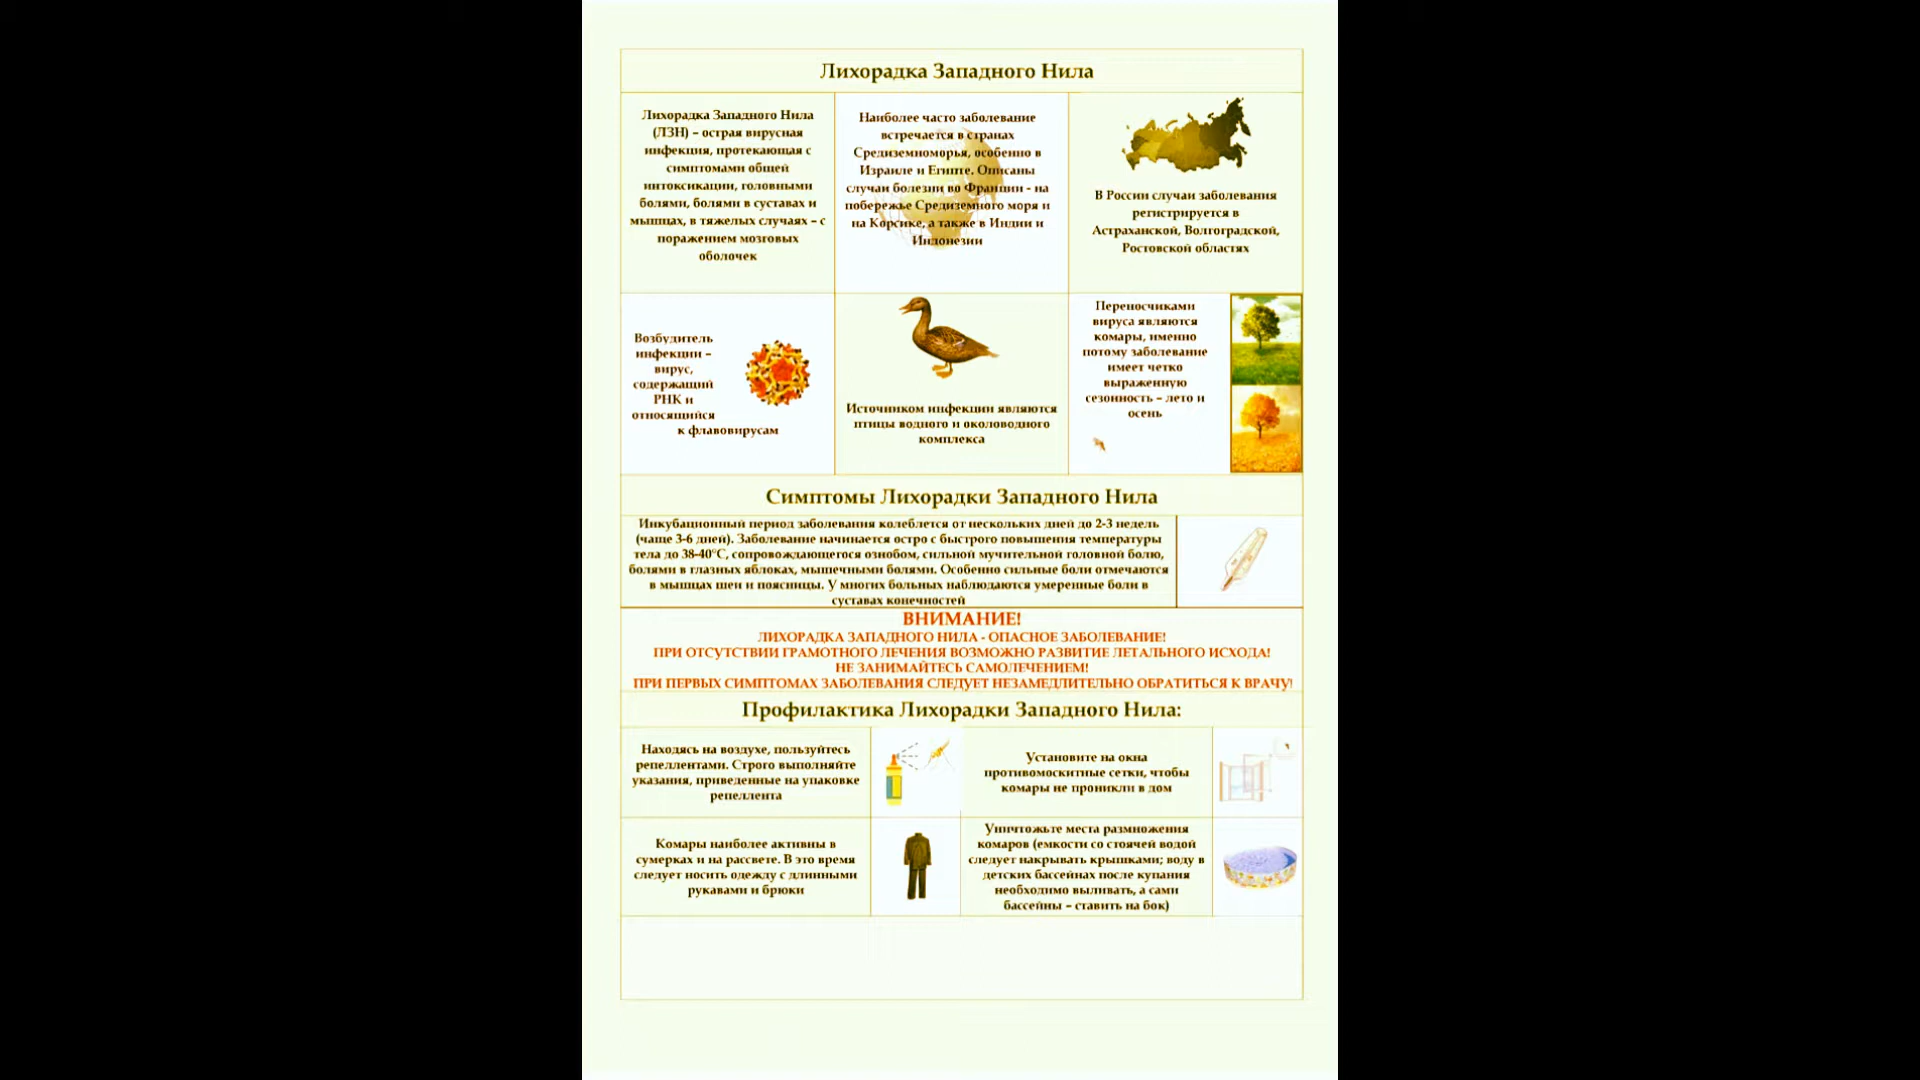 Лихорадка Западного Нила
Лихорадка Западного Нила
(ЛЗН) – острая вирусная
инфекция, протекающая с
симптомами общей
интоксикации, головными
болями, болями в суставах и
мышцах, в тяжелых случаях – с
поражением мозговых
оболочек
Наиболее часто заболевание
встречается в странах
Средиземноморья, особенно в
Израиле и Египте. Описаны
случаи болезни во Франции - на
побережье Средиземного моря и
на Корсике, а также в Индии и
Индонезии
В России случаи заболевания
регистрируется в
Астраханской, Волгоградской,
Ростовской областях
Возбудитель
инфекции –
вирус,
содержащий
РНК и
относящийся
к флавовирусам
Источником инфекции являются
птицы водного и околоводного
комплекса
Переносчиками
вируса являются
комары, именно
потому заболевание
имеет четко
выраженную
сезонность – лето и
осень
Симптомы Лихорадки Западного Нила
Инкубационный период заболевания колеблется от нескольких дней до 2-3 недель
(чаще 3-6 дней). Заболевание начинается остро с быстрого повышения температуры
тела до 38-40°С, сопровождающегося ознобом, сильной мучительной головной болю,
болями в глазных яблоках, мышечными болями. Особенно сильные боли отмечаются
в мышцах шеи и поясницы. У многих больных наблюдаются умеренные боли в
суставах конечностей
ВНИМАНИЕ!
ЛИХОРАДКА ЗАПАДНОГО НИЛА - ОПАСНОЕ ЗАБОЛЕВАНИЕ!
ПРИ ОТСУТСТВИИ ГРАМОТНОГО ЛЕЧЕНИЯ ВОЗМОЖНО РАЗВИТИЕ ЛЕТАЛЬНОГО ИСХОДА!
НЕ ЗАНИМАЙТЕСЬ САМОЛЕЧЕНИЕМ!
ПРИ ПЕРВЫХ СИМПТОМАХ ЗАБОЛЕВАНИЯ СЛЕДУЕТ НЕЗАМЕДЛИТЕЛЬНО ОБРАТИТЬСЯ К ВРАЧУ!
Профилактика Лихорадки Западного Нила:
Находясь на воздухе, пользуйтесь
репеллентами. Строго выполняйте
указания, приведенные на упаковке
репеллента
Установите на окна
противомоскитные сетки, чтобы
комары не проникли в дом
Комары наиболее активны в
сумерках и на рассвете. В это время
следует носить одежду с длинными
рукавами и брюки
Уничтожьте места размножения
комаров (емкости со стоячей водой
следует накрывать крышками; воду в
детских бассейнах после купания
необходимо выливать, а сами
бассейны – ставить на бок)